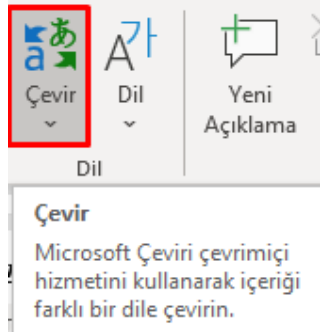 Çevir
Dil
Yeni
Açıklama
Dil
Çevir
Microsoft Çeviri çevrimiçi
hizmetini kullanarak içeriği
farklı bir dile çevirin.